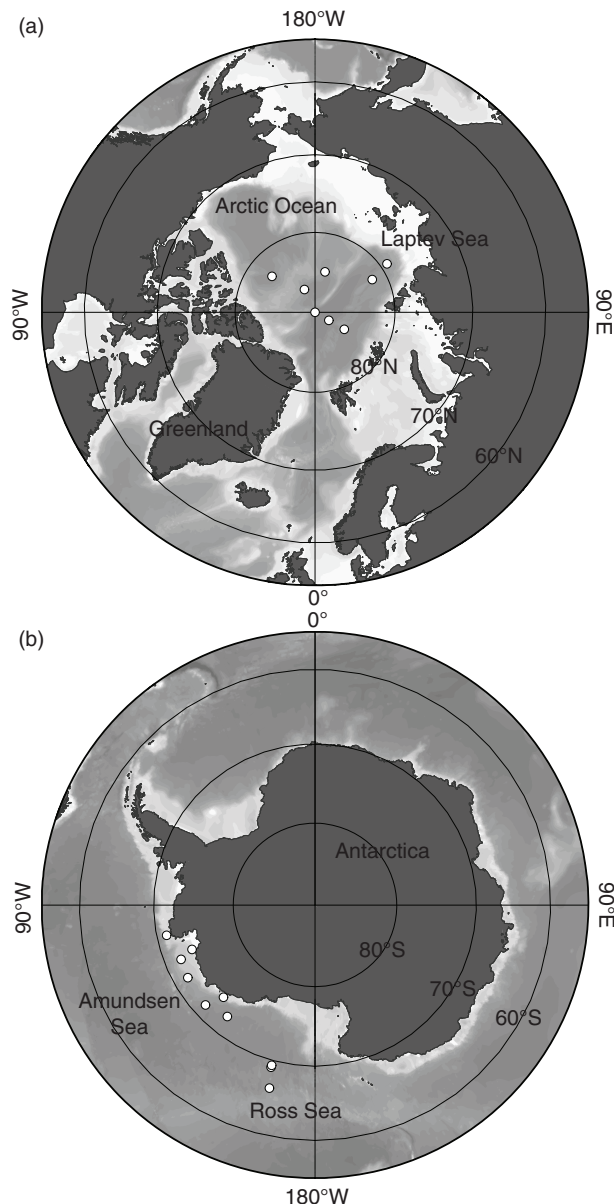 (a)
180°W
Arctic Ocean
Laptev Sea
90°W
90°E
80°N
70°N
Greenland
60°N
0°
0°
(b)
Antarctica
90°W
90°E
80°S
70°S
Amundsen
Sea
60°S
Ross Sea
180°W